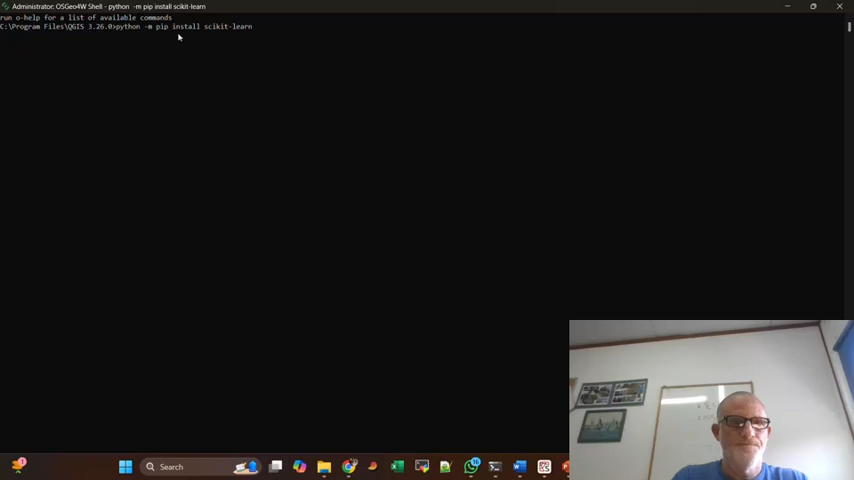 Administrator: OSGeo4W Shell - python -m pip install scikit-learn
run o-help for a list of available commands
C:\Program Files\QGIS 3.26.0>python -m pip install scikit-learn
Search